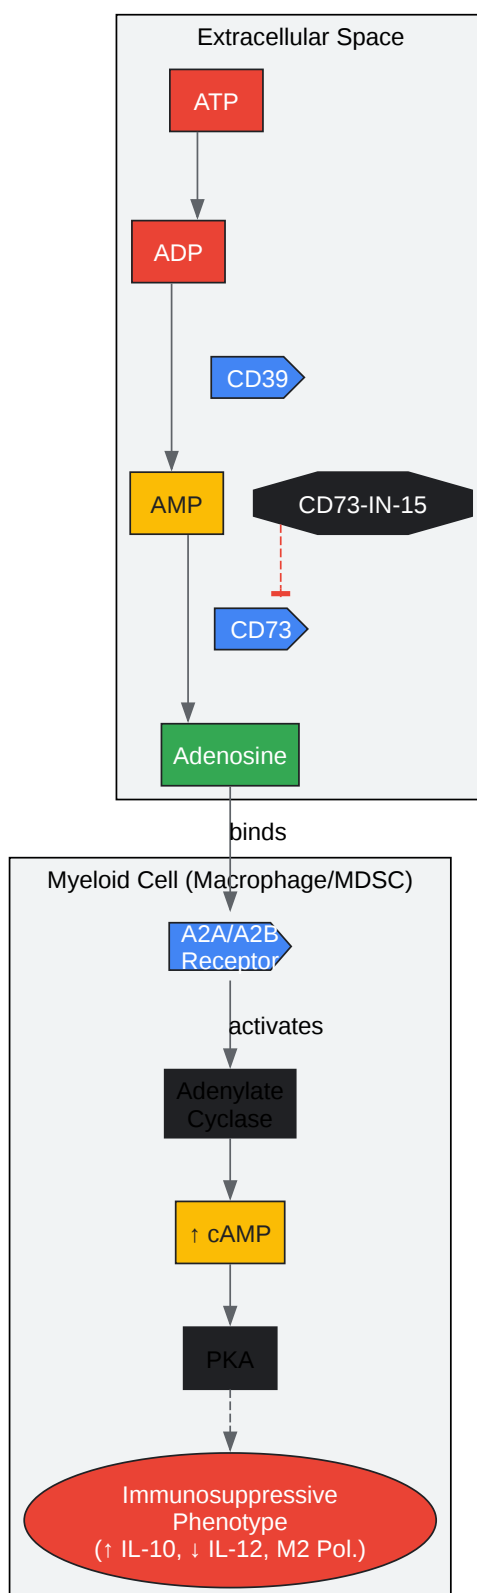 Extracellular Space
ATP
ADP
CD39
AMP
CD73-IN-15
CD73
Adenosine
binds
Myeloid Cell (Macrophage/MDSC)
A2A/A2B
Receptor
activates
Adenylate
Cyclase
↑ cAMP
PKA
Immunosuppressive
Phenotype
(↑ IL-10, ↓ IL-12, M2 Pol.)